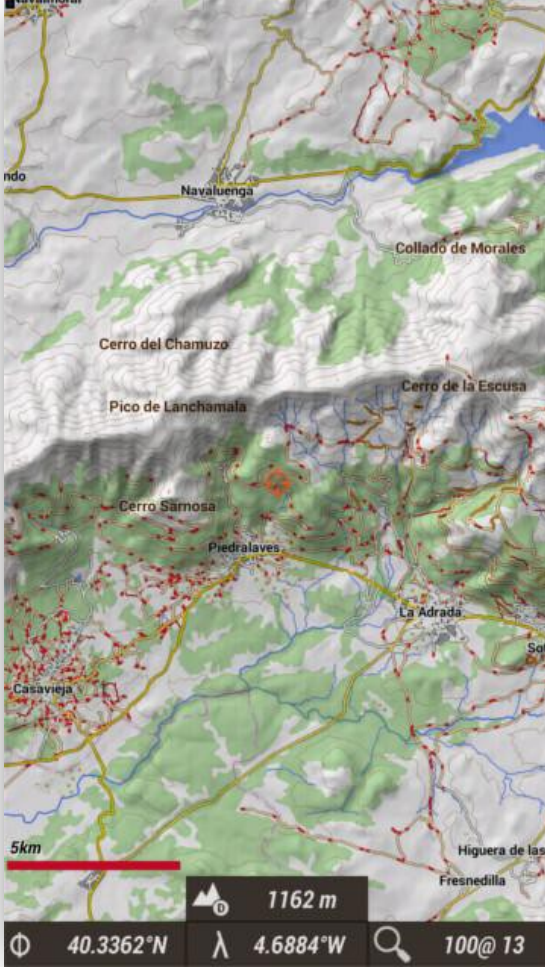 Navaluenga
Collado de Morales
Cerro del Chamuzo
Cerro de la Escusa
Pico de Lanchamala
Cerro Sarnosa
Piedralaves
La Adrada
Casavieja
5km
Higuera de las
Fresnedilla
D
1162 m
Φ 40.3362°N λ 4.6884°W 100@ 13